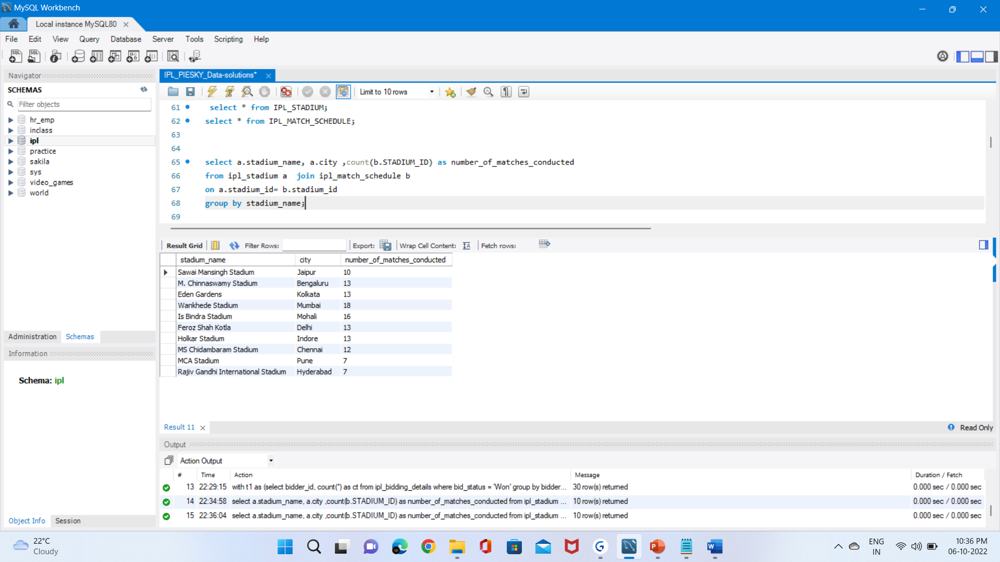 MySQL Workbench
Local instance MySQL80
File Edit View Query Database Server Tools Scripting Help
Navigator
SCHEMAS
Filter objects
hr_emp
inclass
ipl
practice
sakila
sys
video_games
world
Administration Schemas
Information
Schema: ipl
Object Info Session
IPL_PIESKY_Data-solutions*
Limit to 10 rows
61 select * from IPL_STADIUM;
62 select * from IPL_MATCH_SCHEDULE;
63
64
65 select a.stadium_name, a.city ,count(b.STADIUM_ID) as number_of_matches_conducted
66 from ipl_stadium a  join ipl_match_schedule b
67 on a.stadium_id= b.stadium_id
68 group by stadium_name;
69
Result Grid Filter Rows: Export: Wrap Cell Content: Fetch rows:
stadium_name city number_of_matches_conducted
Sawai Mansingh Stadium Jaipur 10
M. Chinnaswamy Stadium Bengaluru 13
Eden Gardens Kolkata 13
Wankhede Stadium Mumbai 18
Is Bindra Stadium Mohali 16
Feroz Shah Kotla Delhi 13
Holkar Stadium Indore 13
MS Chidambaram Stadium Chennai 12
MCA Stadium Pune 7
Rajiv Gandhi International Stadium Hyderabad 7
Result 11 Read Only
Output
Action Output
# Time Action Message Duration / Fetch
13 22:29:15 with t1 as (select bidder_id, count(*) as ct from ipl_bidding_details where bid_status = 'Won' group by bidder... 30 row(s) returned 0.000 sec / 0.000 sec
14 22:34:58 select a.stadium_name, a.city ,count(b.STADIUM_ID) as number_of_matches_conducted from ipl_stadium ... 10 row(s) returned 0.000 sec / 0.000 sec
15 22:36:04 select a.stadium_name, a.city ,count(b.STADIUM_ID) as number_of_matches_conducted from ipl_stadium ... 10 row(s) returned 0.000 sec / 0.000 sec
22°C
Cloudy
ENG
IN
10:36 PM
06-10-2022